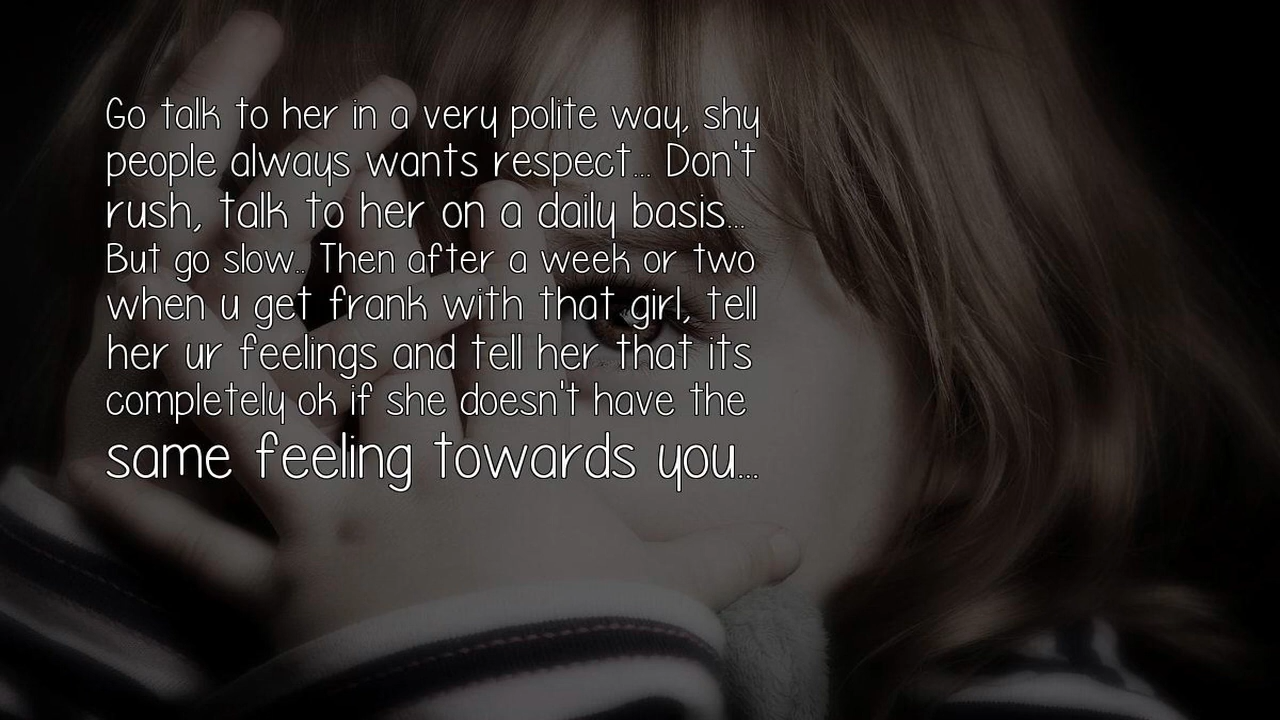 Go talk to her in a very polite way, shy
people always wants respect... Don't
rush, talk to her on a daily basis...
But go slow.. Then after a week or two
when u get frank with that girl, tell
her ur feelings and tell her that its
completely ok if she doesn't have the
same feeling towards you...